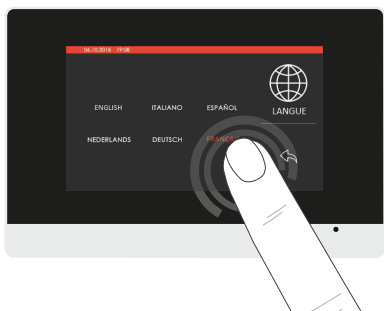 06.10.2018 19:08
ENGLISH ITALIANO ESPAÑOL
LANGUE
NEDERLANDS DEUTSCH